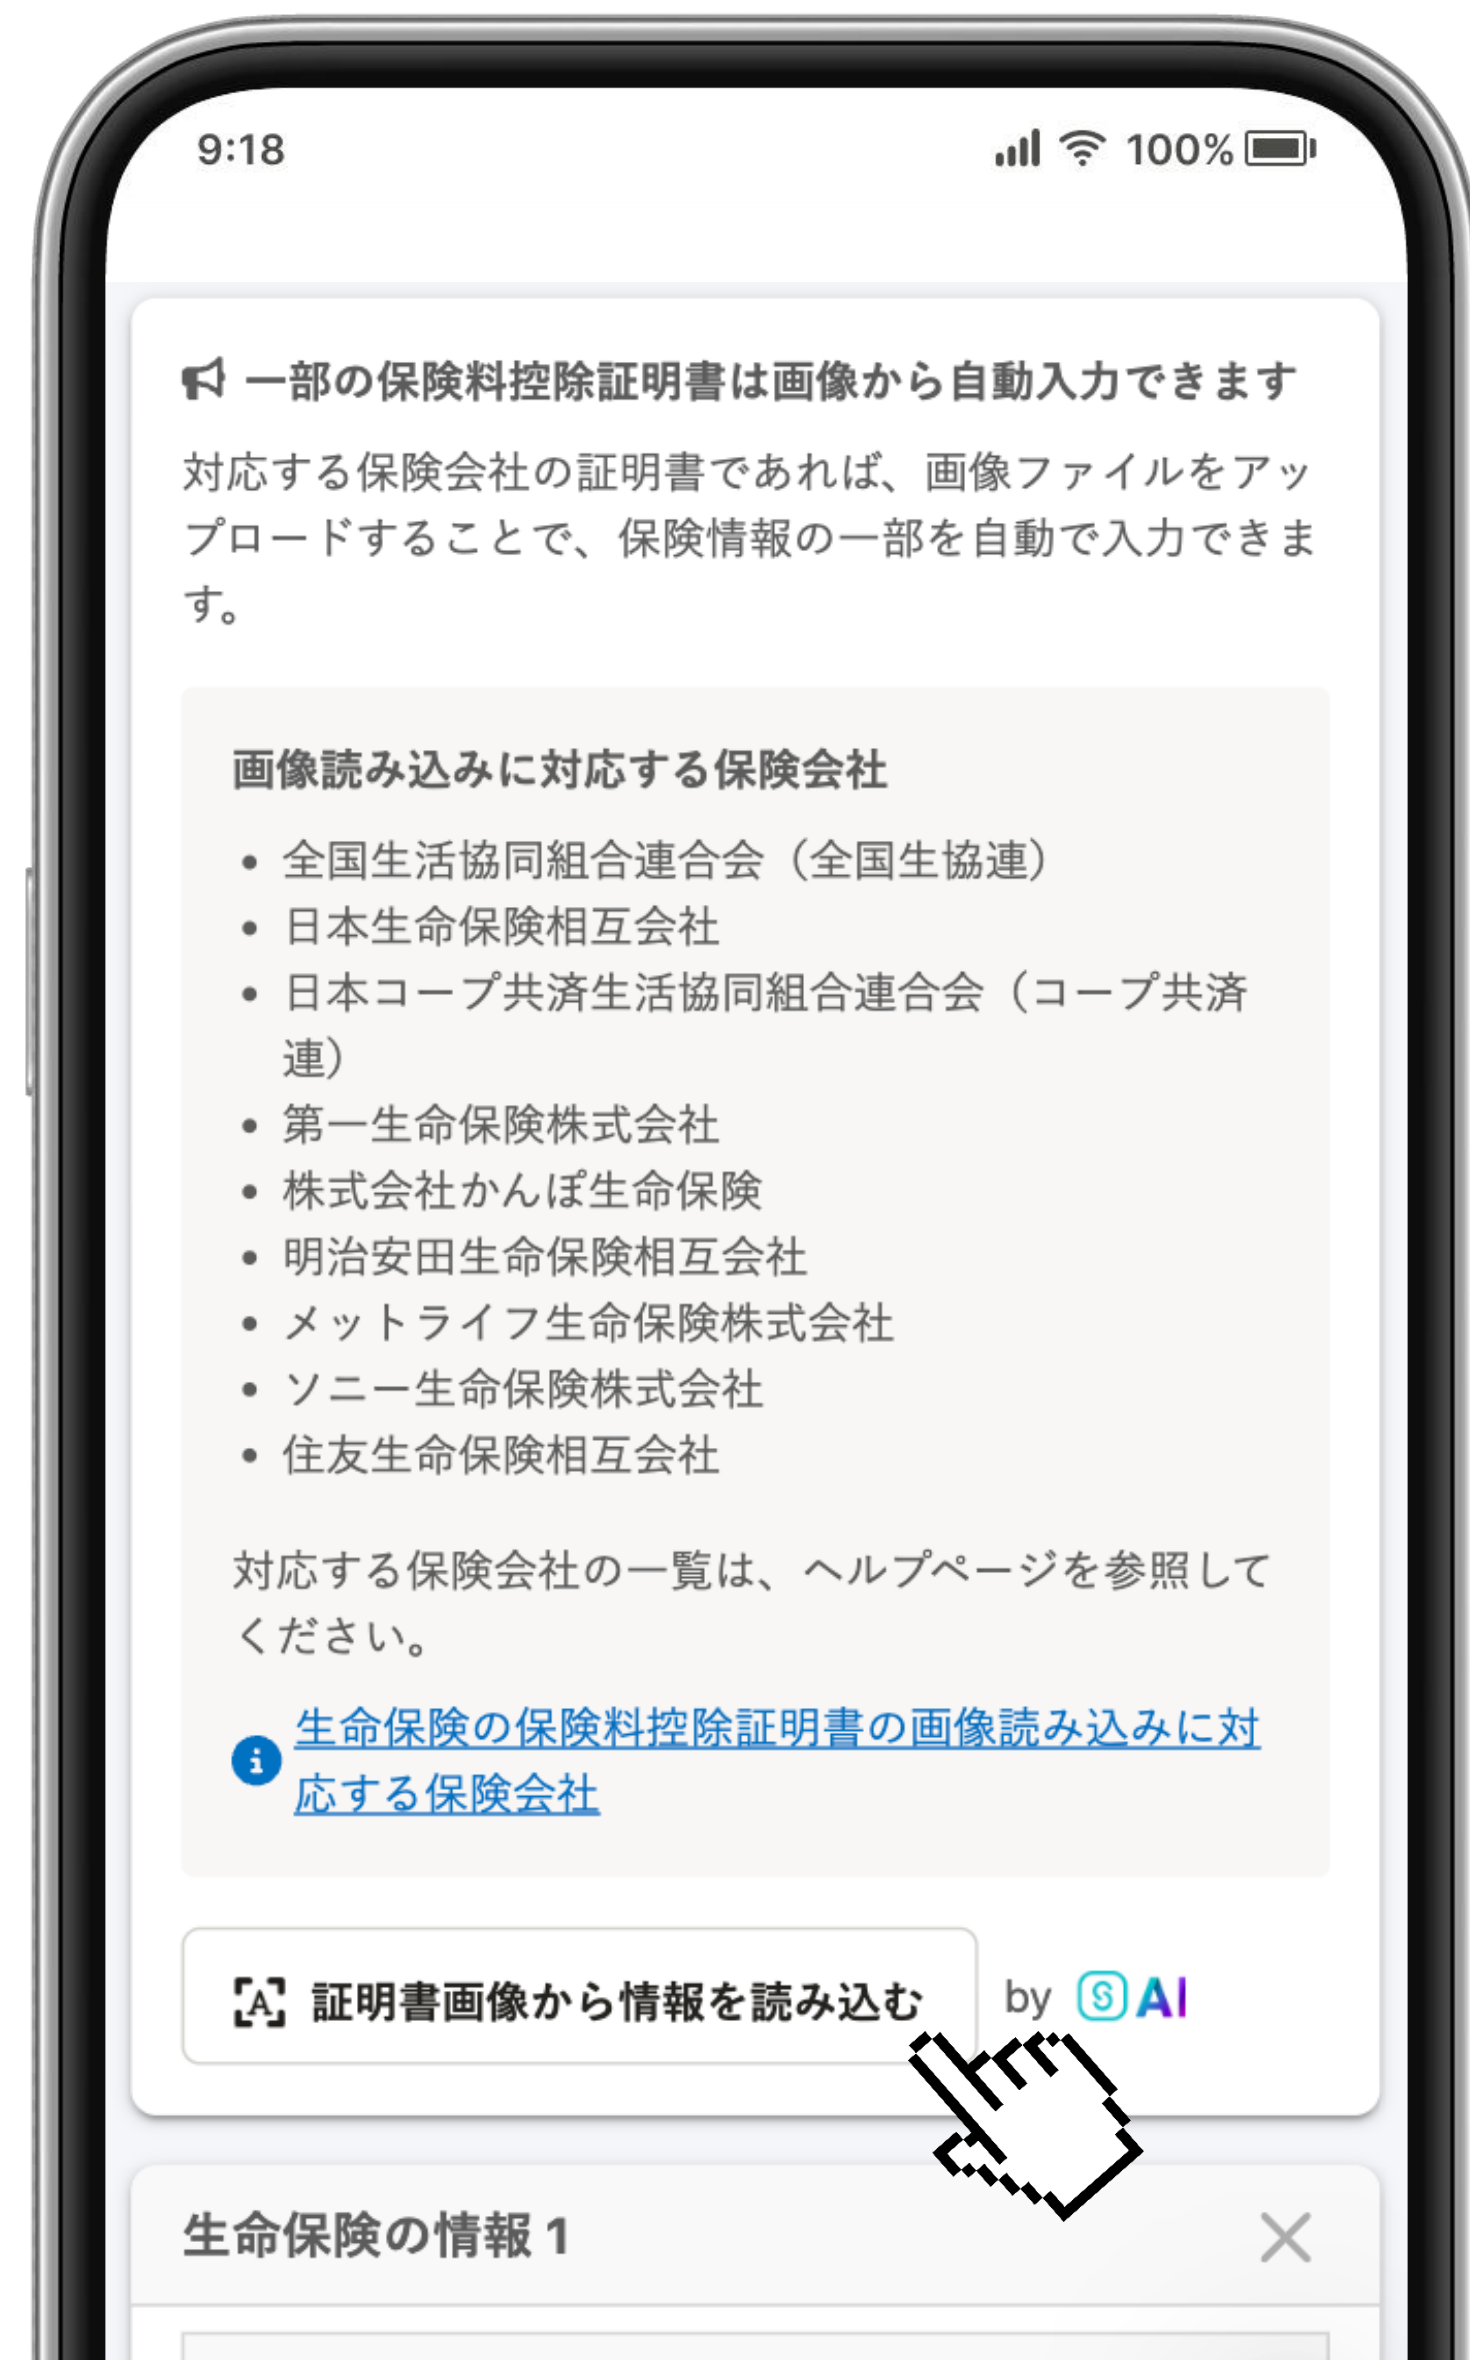 9:18
100%
一部の保険料控除証明書は画像から自動入力できます
対応する保険会社の証明書であれば、画像ファイルをアッ
プロードすることで、保険情報の一部を自動で入力できま
す。
画像読み込みに対応する保険会社
• 全国生活協同組合連合会（全国生協連）
• 日本生命保険相互会社
• 日本コープ共済生活協同組合連合会（コープ共済
連）
• 第一生命保険株式会社
• 株式会社かんぽ生命保険
• 明治安田生命保険相互会社
• メットライフ生命保険株式会社
• ソニー生命保険株式会社
• 住友生命保険相互会社
対応する保険会社の一覧は、ヘルプページを参照して
ください。
生命保険の保険料控除証明書の画像読み込みに対
応する保険会社
A 証明書画像から情報を読み込む by S AI
生命保険の情報 1